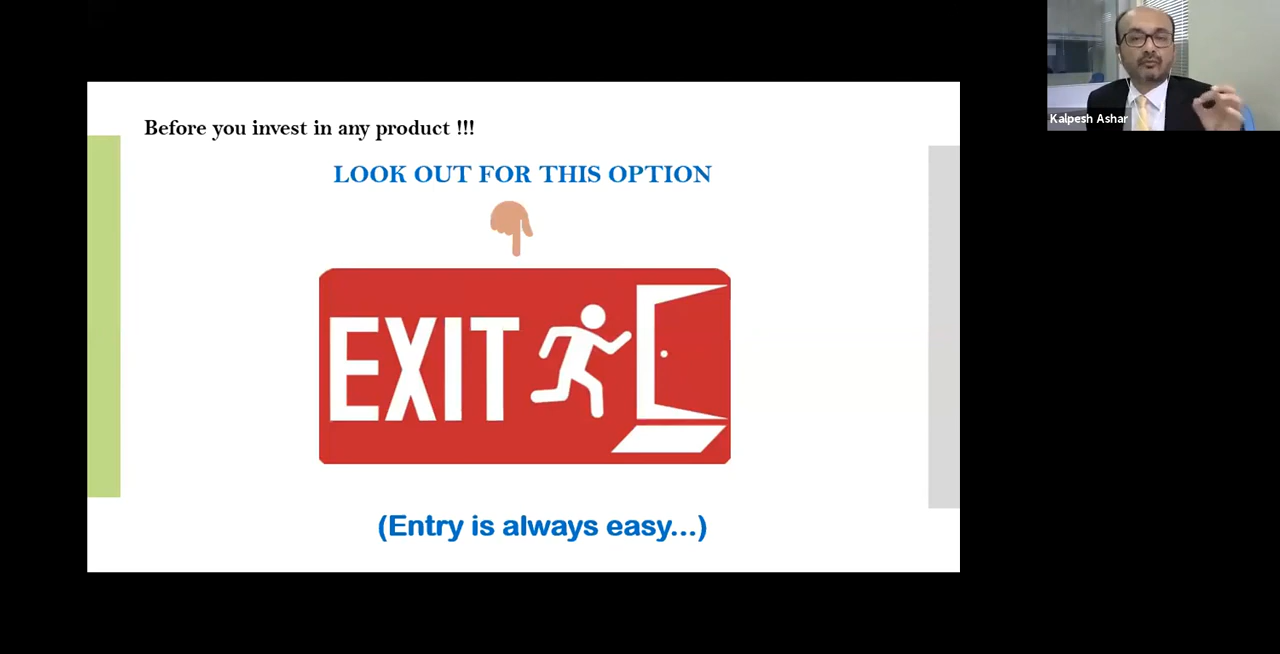 Before you invest in any product !!!
LOOK OUT FOR THIS OPTION
EXIT
(Entry is always easy...)
Kalpesh Ashar